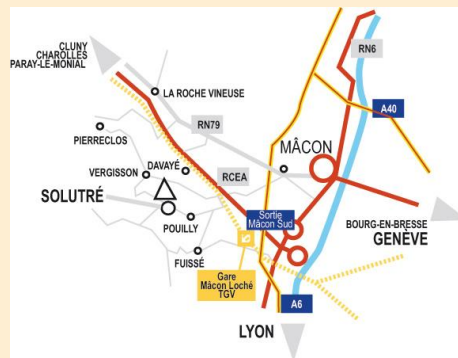 RN6
CLUNY
CHAROLLES
PARAY-LE-MONIAL
LA ROCHE VINEUSE
A40
RN79
PIERRECLOS
MÂCON
DAVAYÉ
VERGISSON
RCEA
SOLUTRÉ
Sortie
Mâcon Sud
POUILLY
BOURG-EN-BRESSE
GENÈVE
FUISSÉ
Gare
Mâcon Loché
TGV
A6
LYON